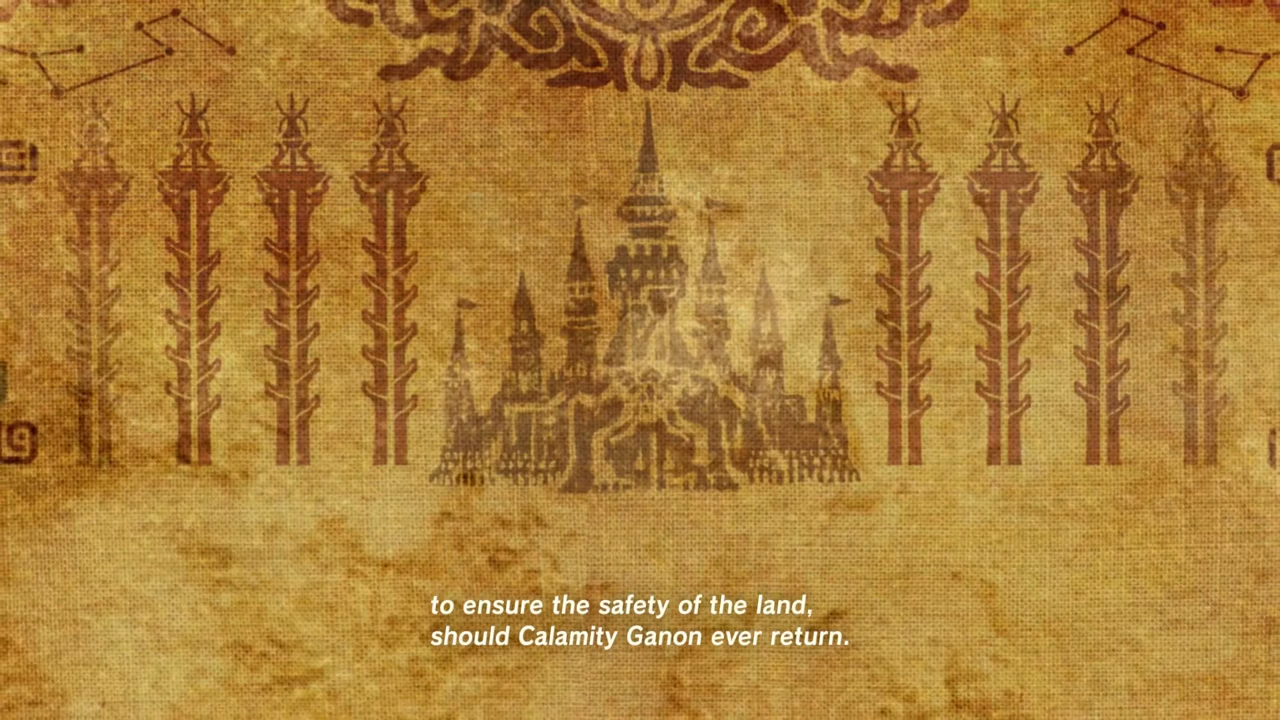 to ensure the safety of the land,
should Calamity Ganon ever return.